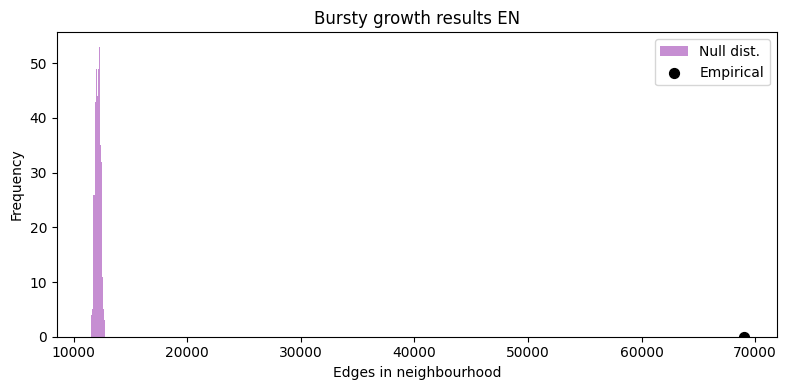 Bursty growth results EN
Null dist.
Empirical
Frequency
50
40
30
20
10
0
10000 20000 30000 40000 50000 60000 70000
Edges in neighbourhood